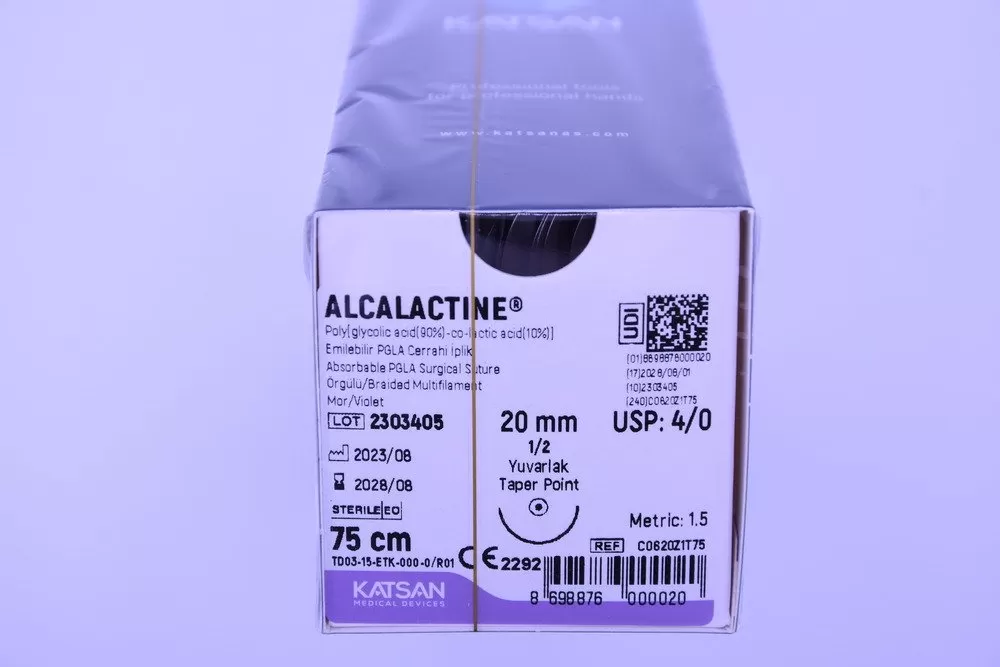 KATSAN
Professional tools
for professional hands
www.katsanas.com
ALCALACTINE®
Poly[glycolic acid(90%)-co-lactic acid(10%)]
Emilebilir PGLA Cerrahi İplik
Absorbable PGLA Surgical Suture
Örgülü/Braided Multifilament
Mor/Violet
LOT 2303405
2023/08
2028/08
STERILE EO
75 cm
TD03-15-ETK-000-0/R01
KATSAN
MEDICAL DEVICES
20 mm
1/2
Yuvarlak
Taper Point
CE 2292
UDI
(01)8698876000020
(17)2028/08/01
(10)2303405
(240)C0620Z1T75
USP: 4/0
Metric: 1.5
REF C0620Z1T75
8 698876 000020